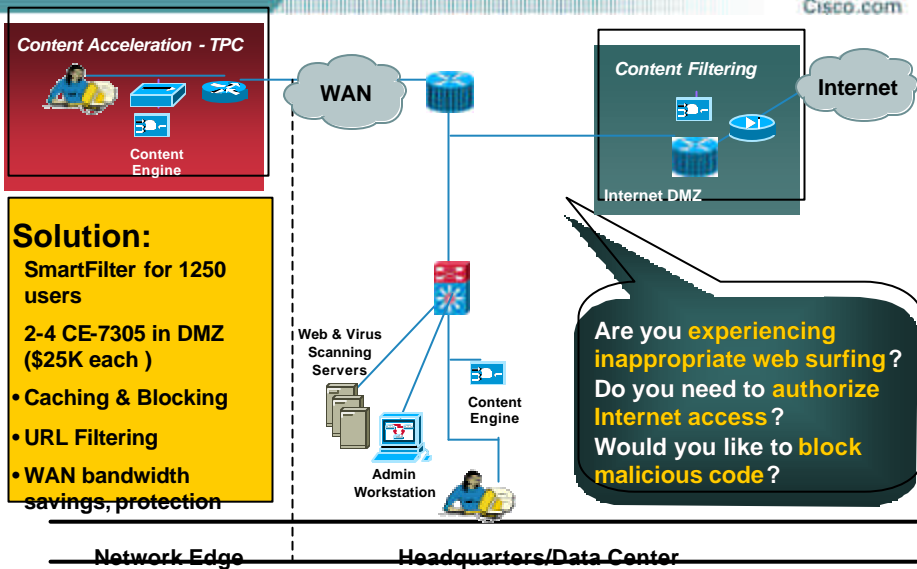 Cisco.com
Content Acceleration - TPC
Content
Engine
WAN
Content Filtering
Internet
Internet DMZ
Solution:
SmartFilter for 1250
users
2-4 CE-7305 in DMZ
($25K each )
• Caching & Blocking
• URL Filtering
• WAN bandwidth
savings, protection
Web & Virus
Scanning
Servers
Content
Engine
Admin
Workstation
Are you experiencing
inappropriate web surfing?
Do you need to authorize
Internet access?
Would you like to block
malicious code?
Network Edge
Headquarters/Data Center